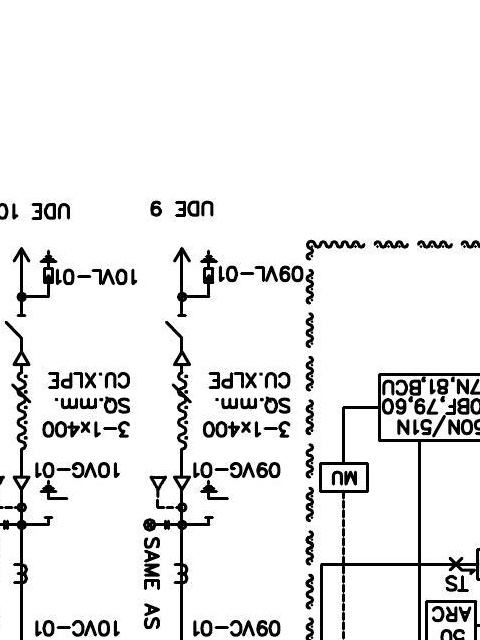 UDE 10
UDE 9
10VL-01
09VL-01
CU.XLPE
SQ.mm.
3-1x400
CU.XLPE
SQ.mm.
3-1x400
7N,81,BCU
0BF,79,60
50N/51N
10VG-01
09VG-01
MU
SAME AS
TS
ARC
50
10VC-01
09VC-01